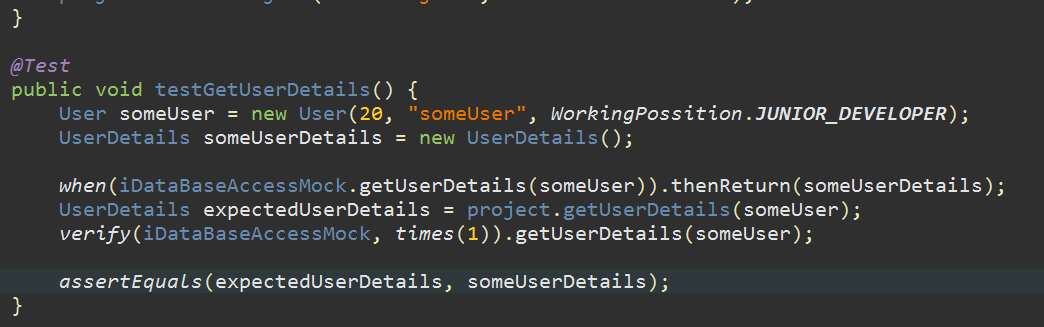 }
@Test
public void testGetUserDetails() {
    User someUser = new User(20, "someUser", WorkingPossition.JUNIOR_DEVELOPER);
    UserDetails someUserDetails = new UserDetails();
    when(iDataBaseAccessMock.getUserDetails(someUser)).thenReturn(someUserDetails);
    UserDetails expectedUserDetails = project.getUserDetails(someUser);
    verify(iDataBaseAccessMock, times(1)).getUserDetails(someUser);
    assertEquals(expectedUserDetails, someUserDetails);
}